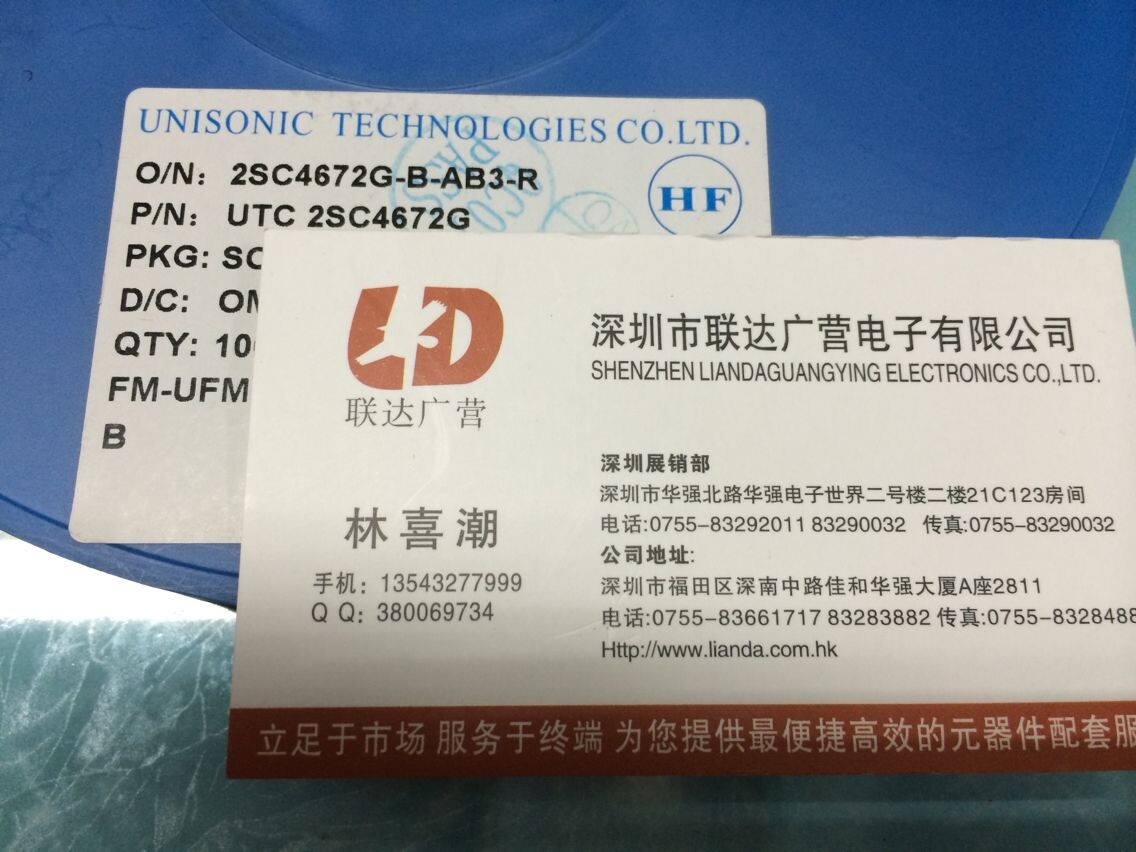 UNISONIC TECHNOLOGIES CO.LTD.
O/N: 2SC4672G-B-AB3-R
HF
P/N: UTC 2SC4672G
PKG:
D/C:
QTY:
FM-UFM
B
LD
联达广营
林喜潮
手机: 13543277999
Q Q: 380069734
深圳市联达广营电子有限公司
SHENZHEN LIANDAGUANGYING ELECTRONICS CO.,LTD.
深圳展销部
深圳市华强北路华强电子世界二号楼二楼21C123房间
电话:0755-83292011 83290032 传真:0755-83290032
公司地址:
深圳市福田区深南中路佳和华强大厦A座2811
电话:0755-83661717 83283882 传真:0755-8328488
Http://www.lianda.com.hk
立足于市场 服务于终端 为您提供最便捷高效的元器件配套服